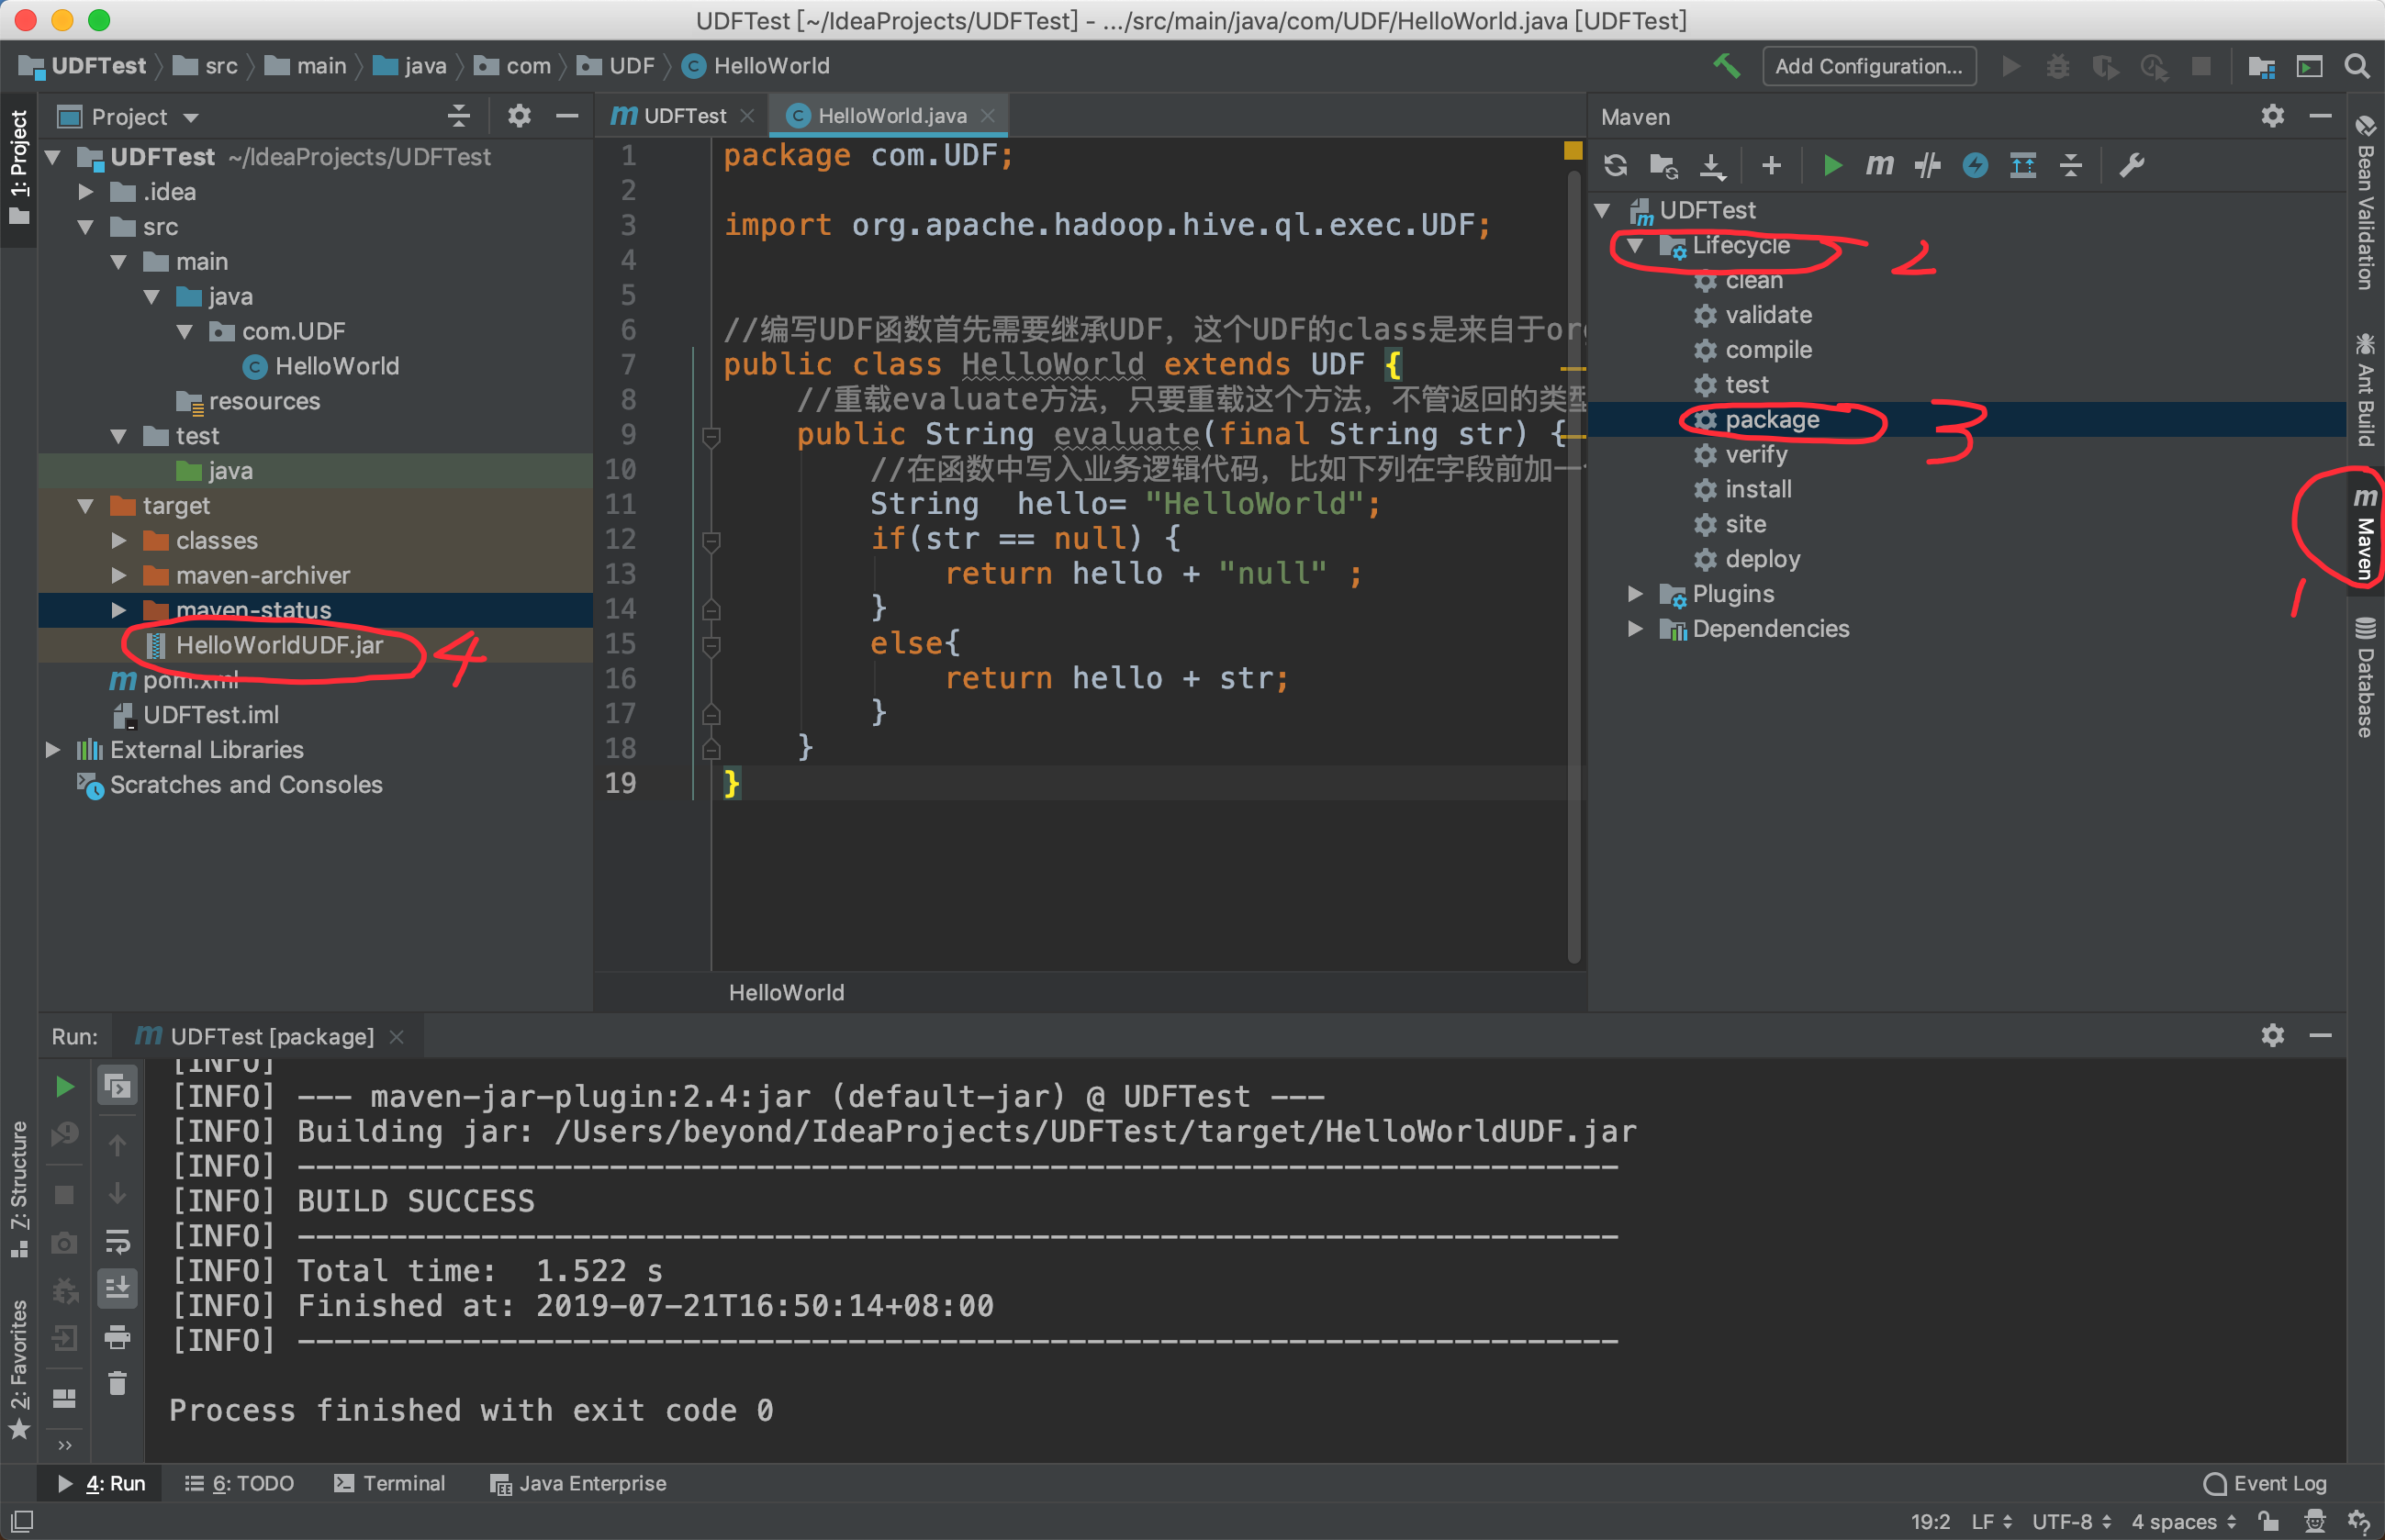 UDFTest [~/IdeaProjects/UDFTest] - .../src/main/java/com/UDF/HelloWorld.java [UDFTest]
UDFTest src main java com UDF HelloWorld
Add Configuration...
1: Project
Project
UDFTest ~/IdeaProjects/UDFTest
.idea
src
main
java
com.UDF
HelloWorld
resources
test
java
target
classes
maven-archiver
maven-status
HelloWorldUDF.jar
4
pom.xml
UDFTest.iml
External Libraries
Scratches and Consoles
UDFTest HelloWorld.java
1 package com.UDF;
2
3 import org.apache.hadoop.hive.ql.exec.UDF;
4
5
6 //编写UDF函数首先需要继承UDF，这个UDF的class是来自于org
7 public class HelloWorld extends UDF {
8 //重载evaluate方法，只要重载这个方法，不管返回的类型
9 public String evaluate(final String str) {
10 //在函数中写入业务逻辑代码，比如下列在字段前加一
11 String hello= "HelloWorld";
12 if(str == null) {
13 return hello + "null" ;
14 }
15 else{
16 return hello + str;
17 }
18 }
19 }
HelloWorld
Maven
UDFTest
Lifecycle
2
clean
validate
compile
test
package
3
verify
install
site
deploy
Plugins
Dependencies
Bean Validation
Ant Build
Maven
1
Database
Run: UDFTest [package]
[INFO]
[INFO] --- maven-jar-plugin:2.4:jar (default-jar) @ UDFTest ---
[INFO] Building jar: /Users/beyond/IdeaProjects/UDFTest/target/HelloWorldUDF.jar
[INFO] ------------------------------------------------------------------------
[INFO] BUILD SUCCESS
[INFO] ------------------------------------------------------------------------
[INFO] Total time:  1.522 s
[INFO] Finished at: 2019-07-21T16:50:14+08:00
[INFO] ------------------------------------------------------------------------
Process finished with exit code 0
Z: Structure
2: Favorites
4: Run 6: TODO Terminal Java Enterprise Event Log
19:2 LF UTF-8 4 spaces